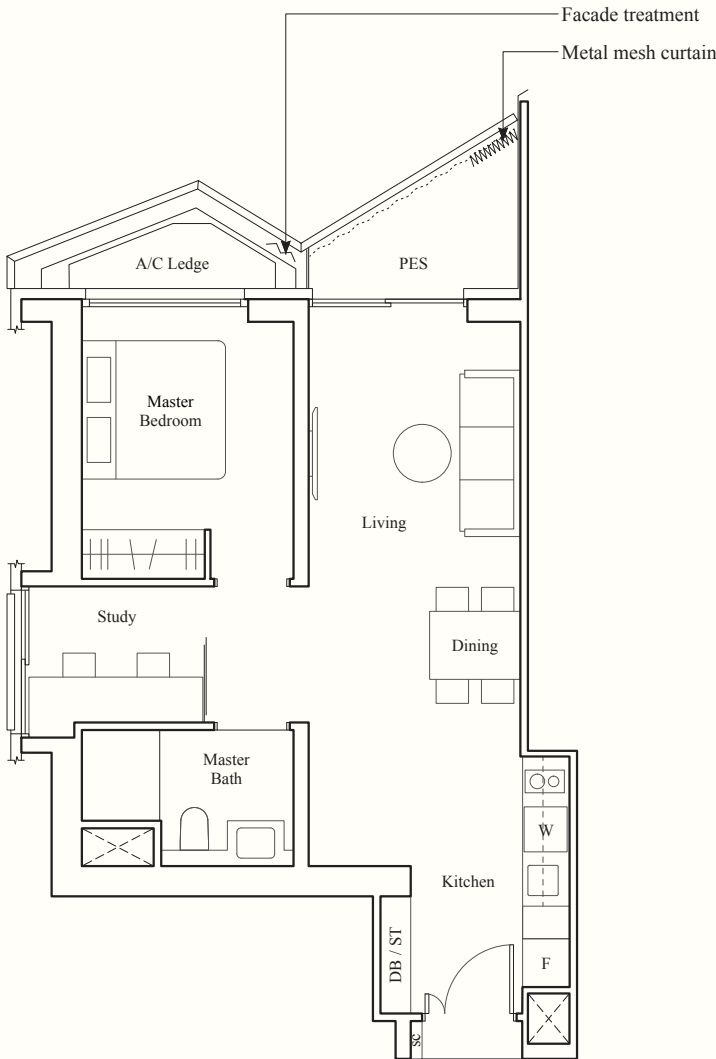 Facade treatment
Metal mesh curtain
A/C Ledge
PES
Master
Bedroom
Living
Study
Dining
Master
Bath
W
Kitchen
DB / ST
F
SC